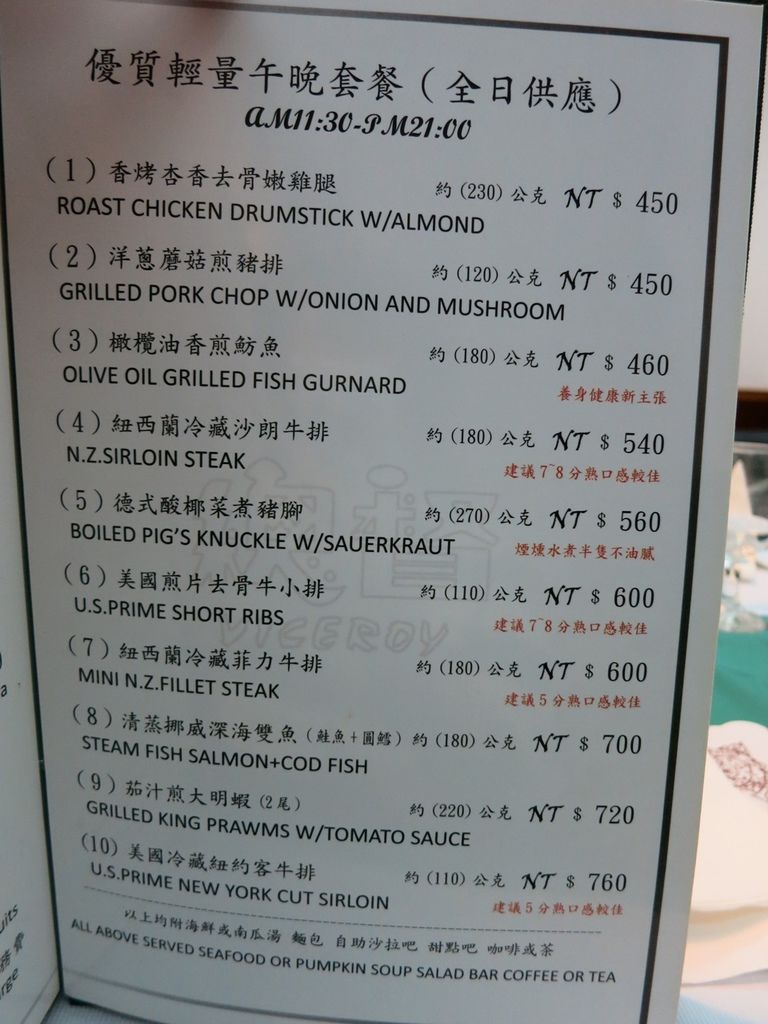 優質輕量午晚套餐（全日供應）
AM11:30-PM21:00
（1）香烤杏香去骨嫩雞腿 約(230)公克 NT $ 450
ROAST CHICKEN DRUMSTICK W/ALMOND
（2）洋蔥蘑菇煎豬排 約(120)公克 NT $ 450
GRILLED PORK CHOP W/ONION AND MUSHROOM
（3）橄欖油香煎魴魚 約(180)公克 NT $ 460
OLIVE OIL GRILLED FISH GURNARD 養身健康新主張
（4）紐西蘭冷藏沙朗牛排 約(180)公克 NT $ 540
N.Z.SIRLOIN STEAK 建議7~8分熟口感較佳
（5）德式酸椰菜煮豬腳 約(270)公克 NT $ 560
BOILED PIG'S KNUCKLE W/SAUERKRAUT 煙燻水煮半隻不油膩
（6）美國煎片去骨牛小排 約(110)公克 NT $ 600
U.S.PRIME SHORT RIBS 建議7~8分熟口感較佳
VICEROY
（7）紐西蘭冷藏菲力牛排 約(180)公克 NT $ 600
MINI N.Z.FILLET STEAK 建議5分熟口感較佳
（8）清蒸挪威深海雙魚（鮭魚+圓鱈）約(180)公克 NT $ 700
STEAM FISH SALMON+COD FISH
（9）茄汁煎大明蝦（2尾） 約(220)公克 NT $ 720
GRILLED KING PRAWMS W/TOMATO SAUCE
（10）美國冷藏紐約客牛排 約(110)公克 NT $ 760
U.S.PRIME NEW YORK CUT SIRLOIN 建議5分熟口感較佳
以上均附海鮮或南瓜湯 麵包 自助沙拉吧 甜點吧 咖啡或茶
ALL ABOVE SERVED SEAFOOD OR PUMPKIN SOUP SALAD BAR COFFEE OR TEA